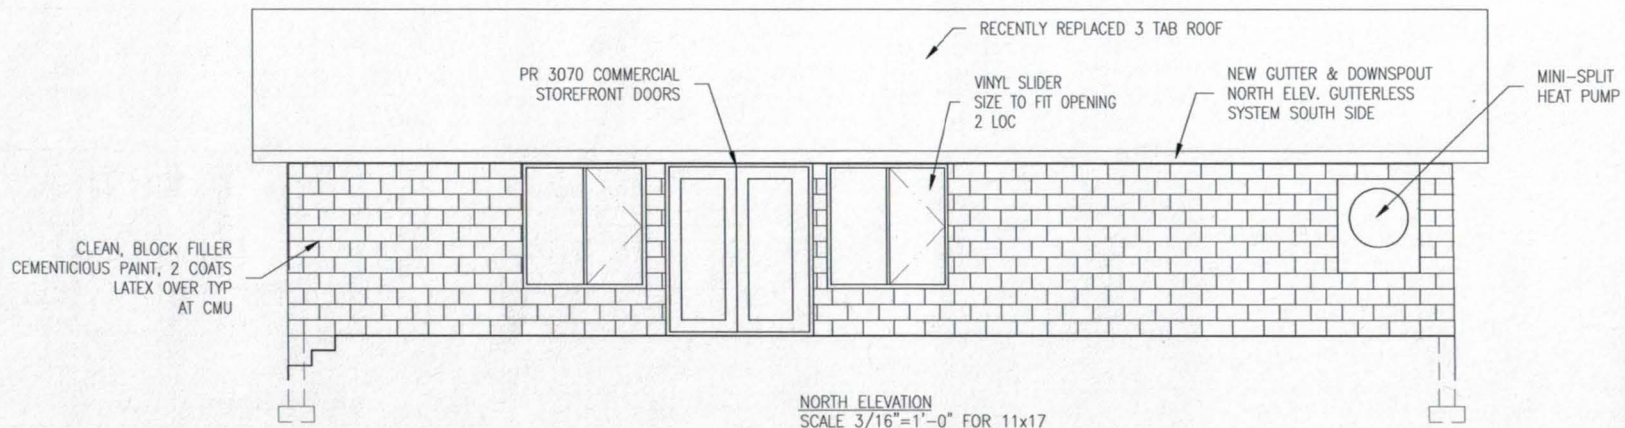 RECENTLY REPLACED 3 TAB ROOF
PR 3070 COMMERCIAL
STOREFRONT DOORS
VINYL SLIDER
SIZE TO FIT OPENING
2 LOC
NEW GUTTER & DOWNSPOUT
NORTH ELEV. GUTTERLESS
SYSTEM SOUTH SIDE
MINI-SPLIT
HEAT PUMP
CLEAN, BLOCK FILLER
CEMENTICIOUS PAINT, 2 COATS
LATEX OVER TYP
AT CMU
NORTH ELEVATION
SCALE 3/16"=1'-0" FOR 11x17